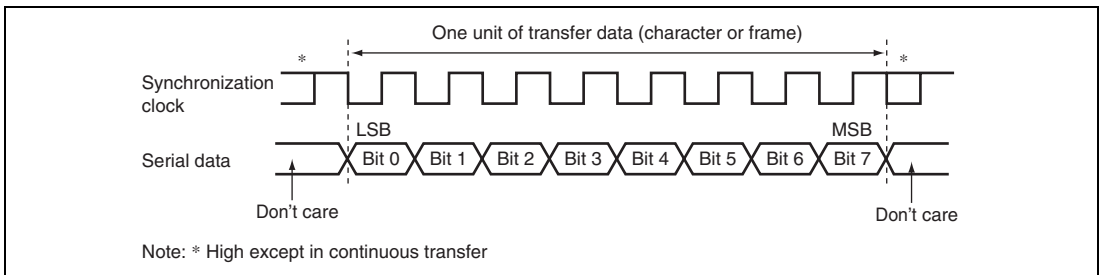 One unit of transfer data (character or frame)
*
*
Synchronization
clock
LSB
MSB
Serial data
Bit 0 Bit 1 Bit 2 Bit 3 Bit 4 Bit 5 Bit 6 Bit 7
Don't care
Don't care
Note: * High except in continuous transfer